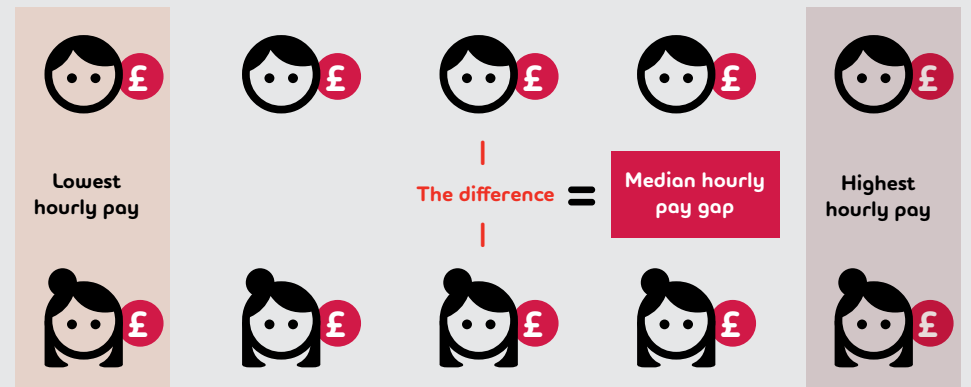 £ £ £ £ £
Lowest
hourly pay
The difference =
Median hourly
pay gap
Highest
hourly pay
£ £ £ £ £